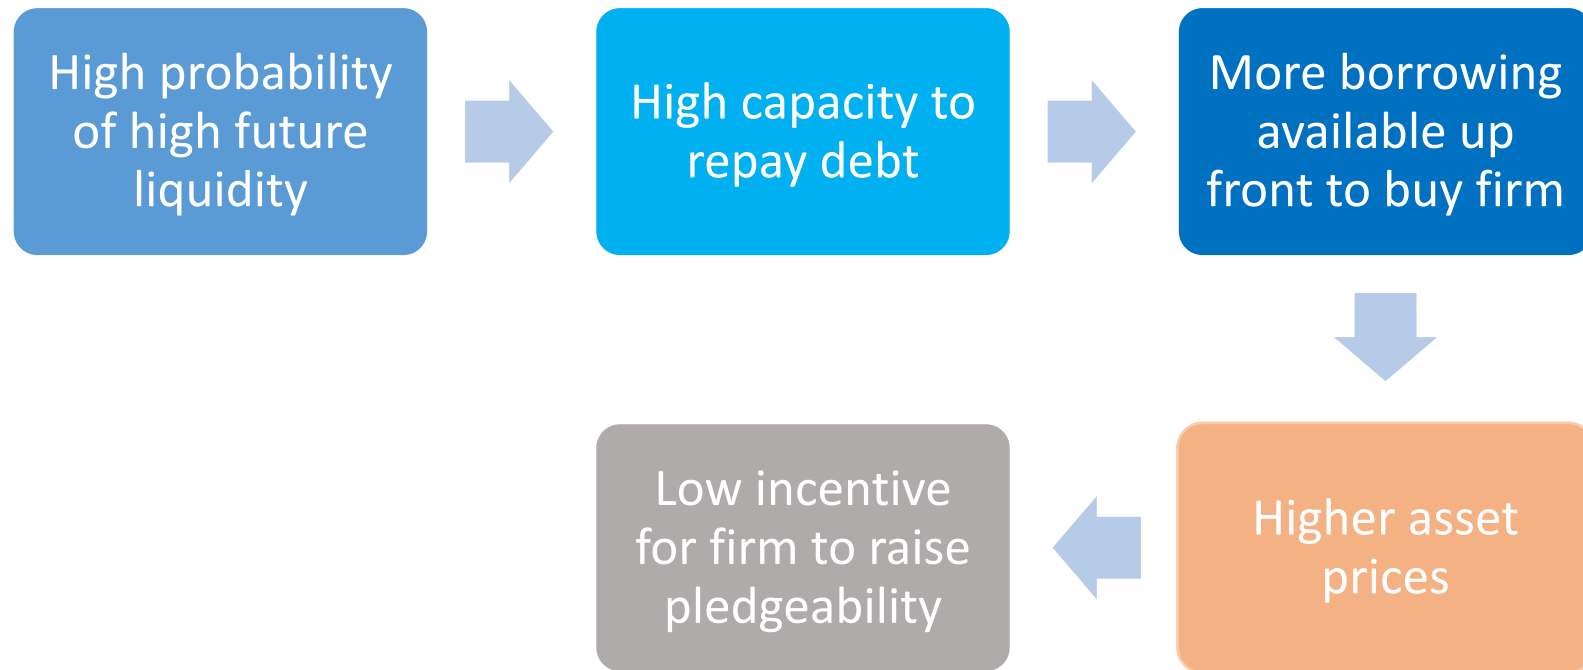 High probability
of high future
liquidity
High capacity to
repay debt
More borrowing
available up
front to buy firm
Higher asset
prices
Low incentive
for firm to raise
pledgeability